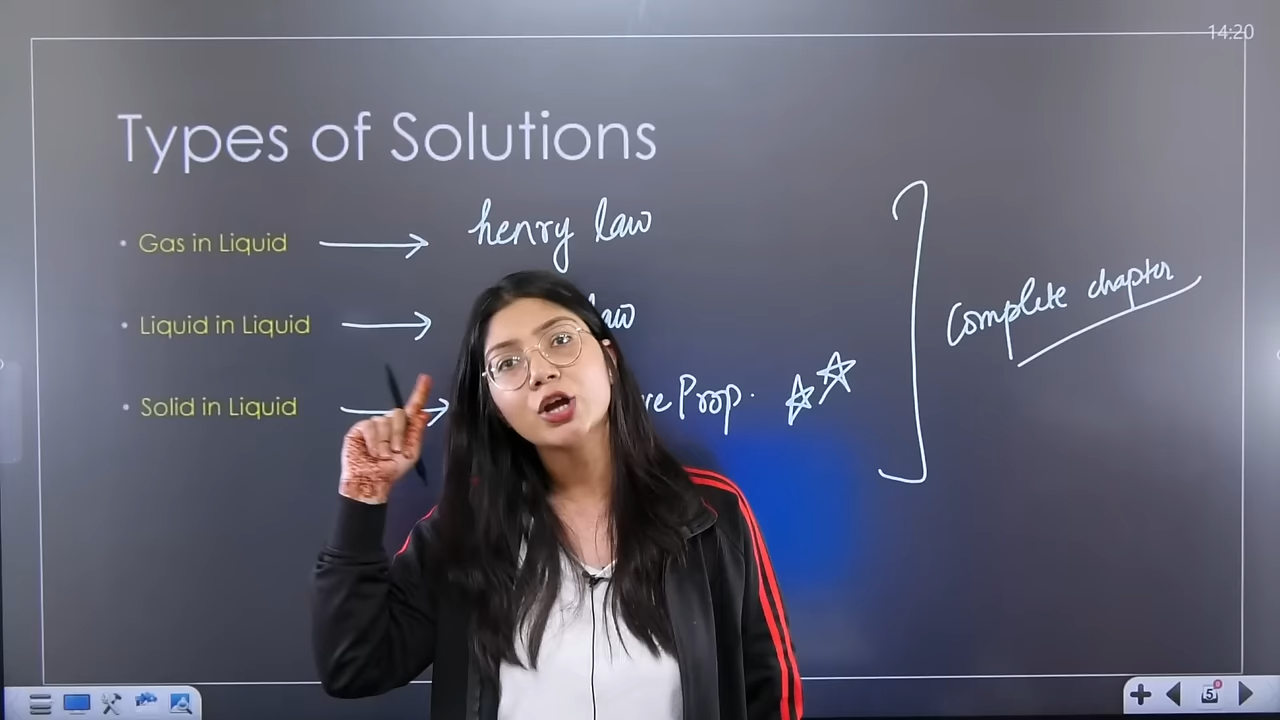 14:20
Types of Solutions
• Gas in Liquid → henry law
• Liquid in Liquid → law
• Solid in Liquid → Prop. ☆☆
Complete chapter
5